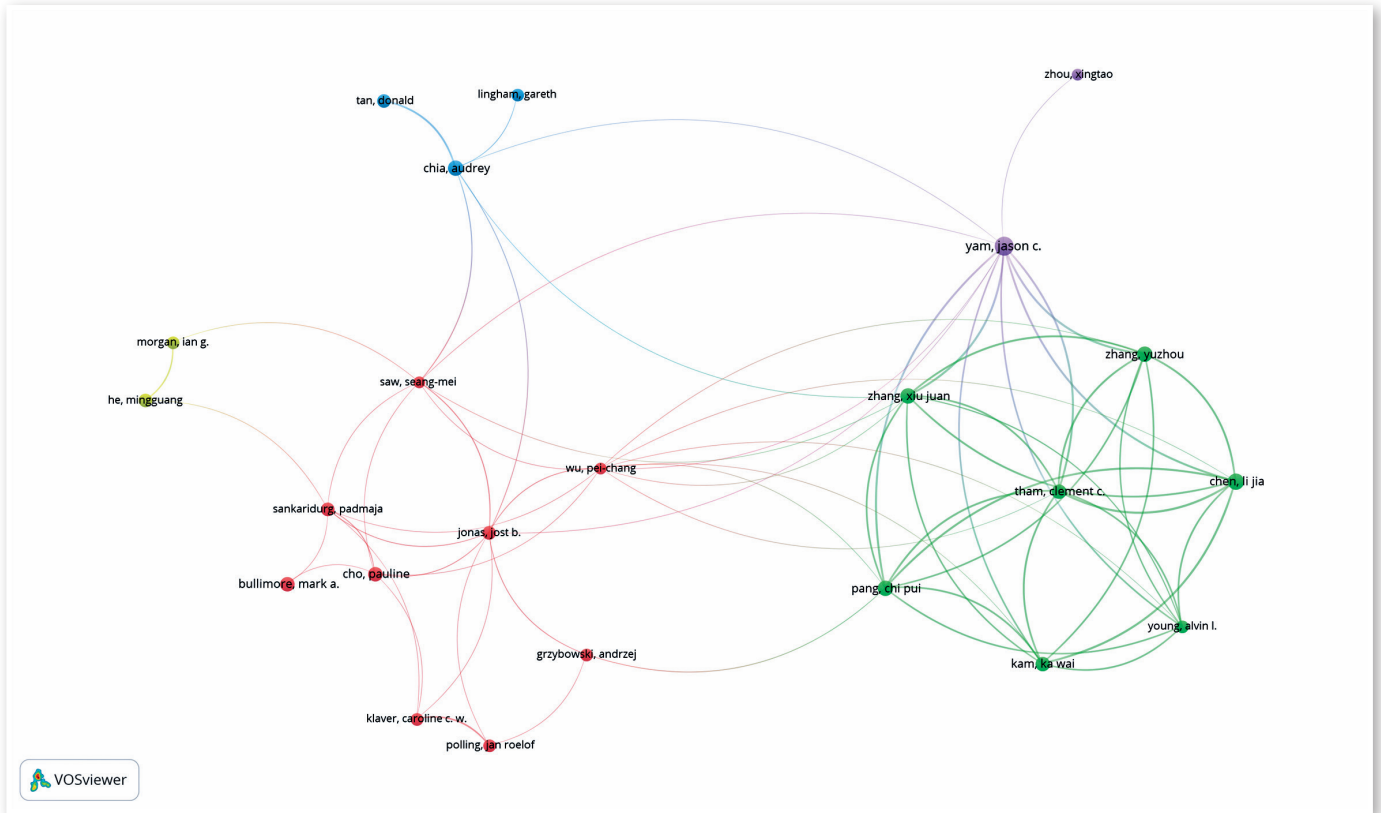 zhou, xingtao
lingham, gareth
tan, donald
chia, audrey
yam, jason c.
morgan, ian g.
zhang, yuzhou
saw, seang-mei
he, mingguang
zhang, xiu juan
wu, pei-chang
chen, li jia
tham, clement c.
sankaridurg, padmaja
jonas, jost b.
cho, pauline
bullimore, mark a.
pang, chi pui
young, alvin l.
grzybowski, andrzej
kam, ka wai
klaver, caroline c. w.
polling, jan roelof
VOSviewer